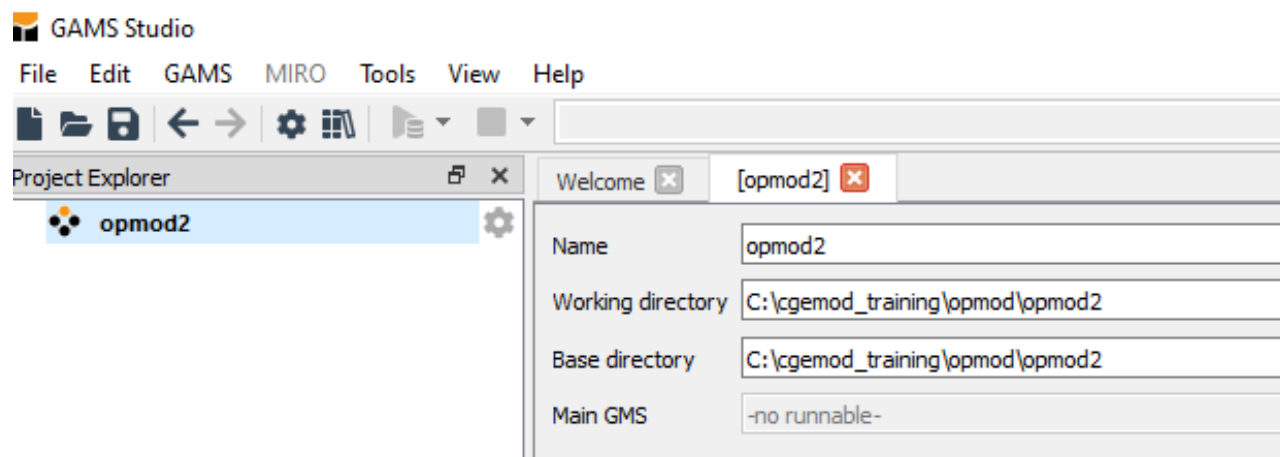 GAMS Studio
File Edit GAMS MIRO Tools View Help
Project Explorer
Welcome [opmod2]
opmod2
Name opmod2
Working directory C:\cgemod_training\opmod\opmod2
Base directory C:\cgemod_training\opmod\opmod2
Main GMS -no runnable-